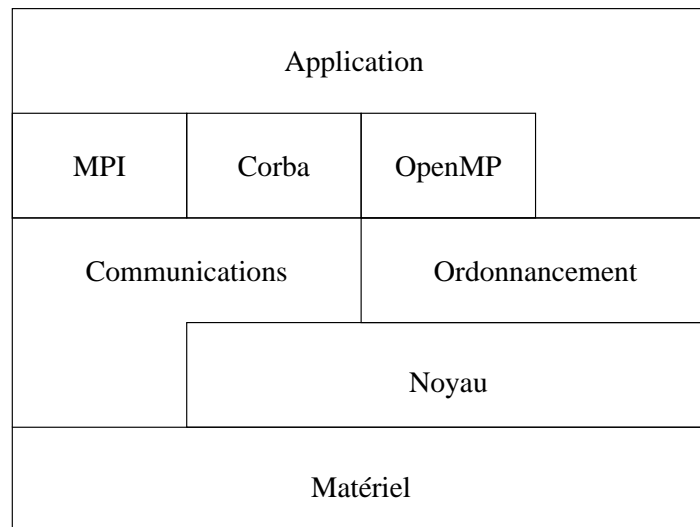 Application
MPI
Corba
OpenMP
Communications
Ordonnancement
Noyau
Matériel